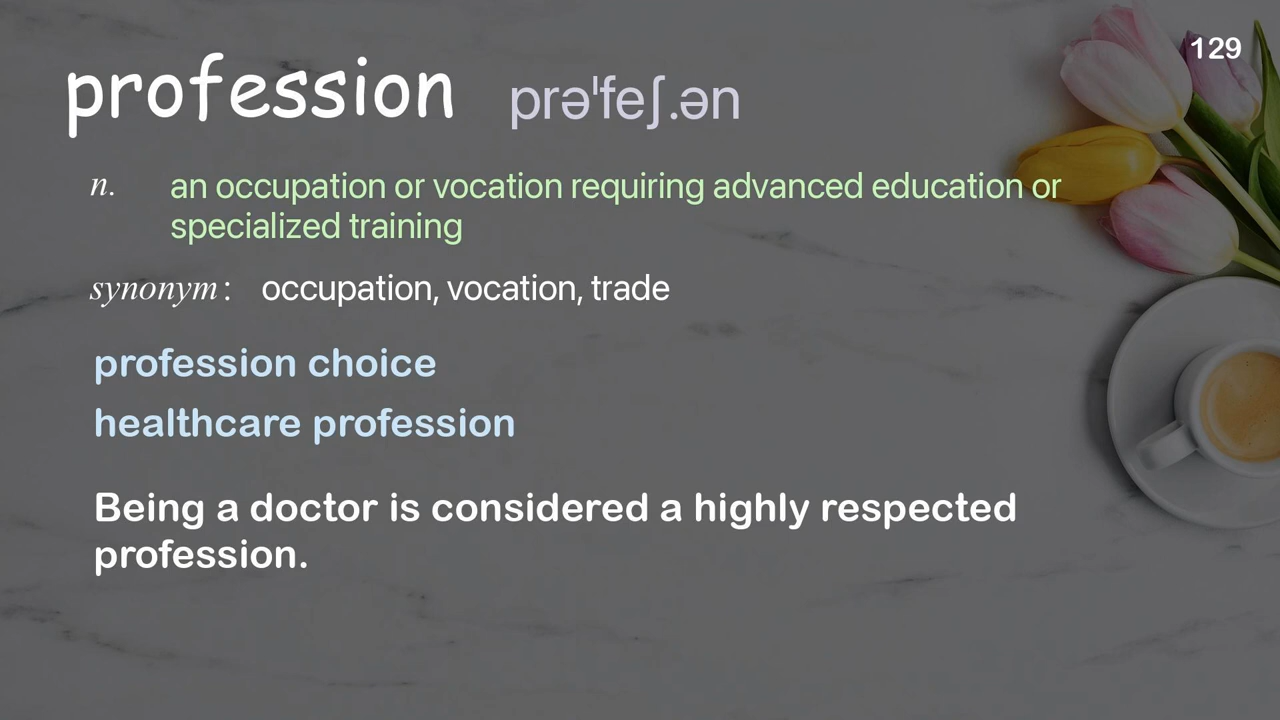 129
profession prəˈfeʃ.ən
n. an occupation or vocation requiring advanced education or
specialized training
synonym: occupation, vocation, trade
profession choice
healthcare profession
Being a doctor is considered a highly respected
profession.